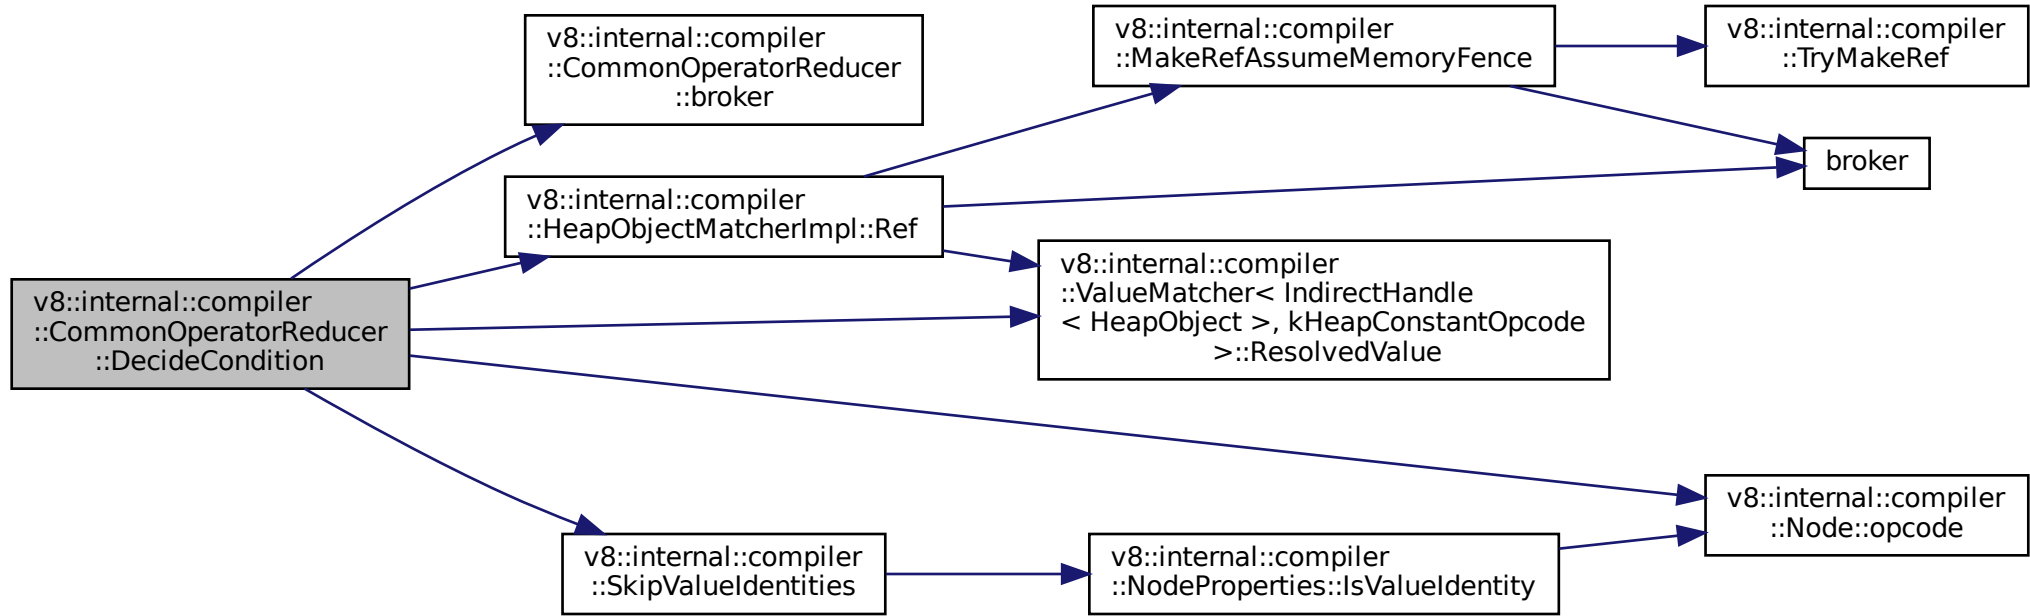 v8::internal::compiler
::CommonOperatorReducer
::DecideCondition
v8::internal::compiler
::CommonOperatorReducer
::broker
v8::internal::compiler
::HeapObjectMatcherImpl::Ref
v8::internal::compiler
::MakeRefAssumeMemoryFence
v8::internal::compiler
::TryMakeRef
broker
v8::internal::compiler
::ValueMatcher< IndirectHandle
< HeapObject >, kHeapConstantOpcode
>::ResolvedValue
v8::internal::compiler
::Node::opcode
v8::internal::compiler
::SkipValueIdentities
v8::internal::compiler
::NodeProperties::IsValueIdentity